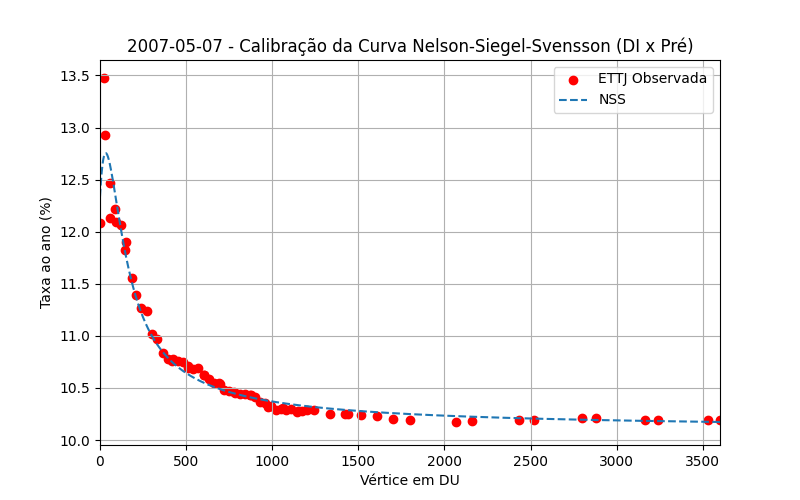 2007-05-07 - Calibração da Curva Nelson-Siegel-Svensson (DI x Pré)
ETTJ Observada
NSS
Taxa ao ano (%)
13.5
13.0
12.5
12.0
11.5
11.0
10.5
10.0
0 500 1000 1500 2000 2500 3000 3500
Vértice em DU